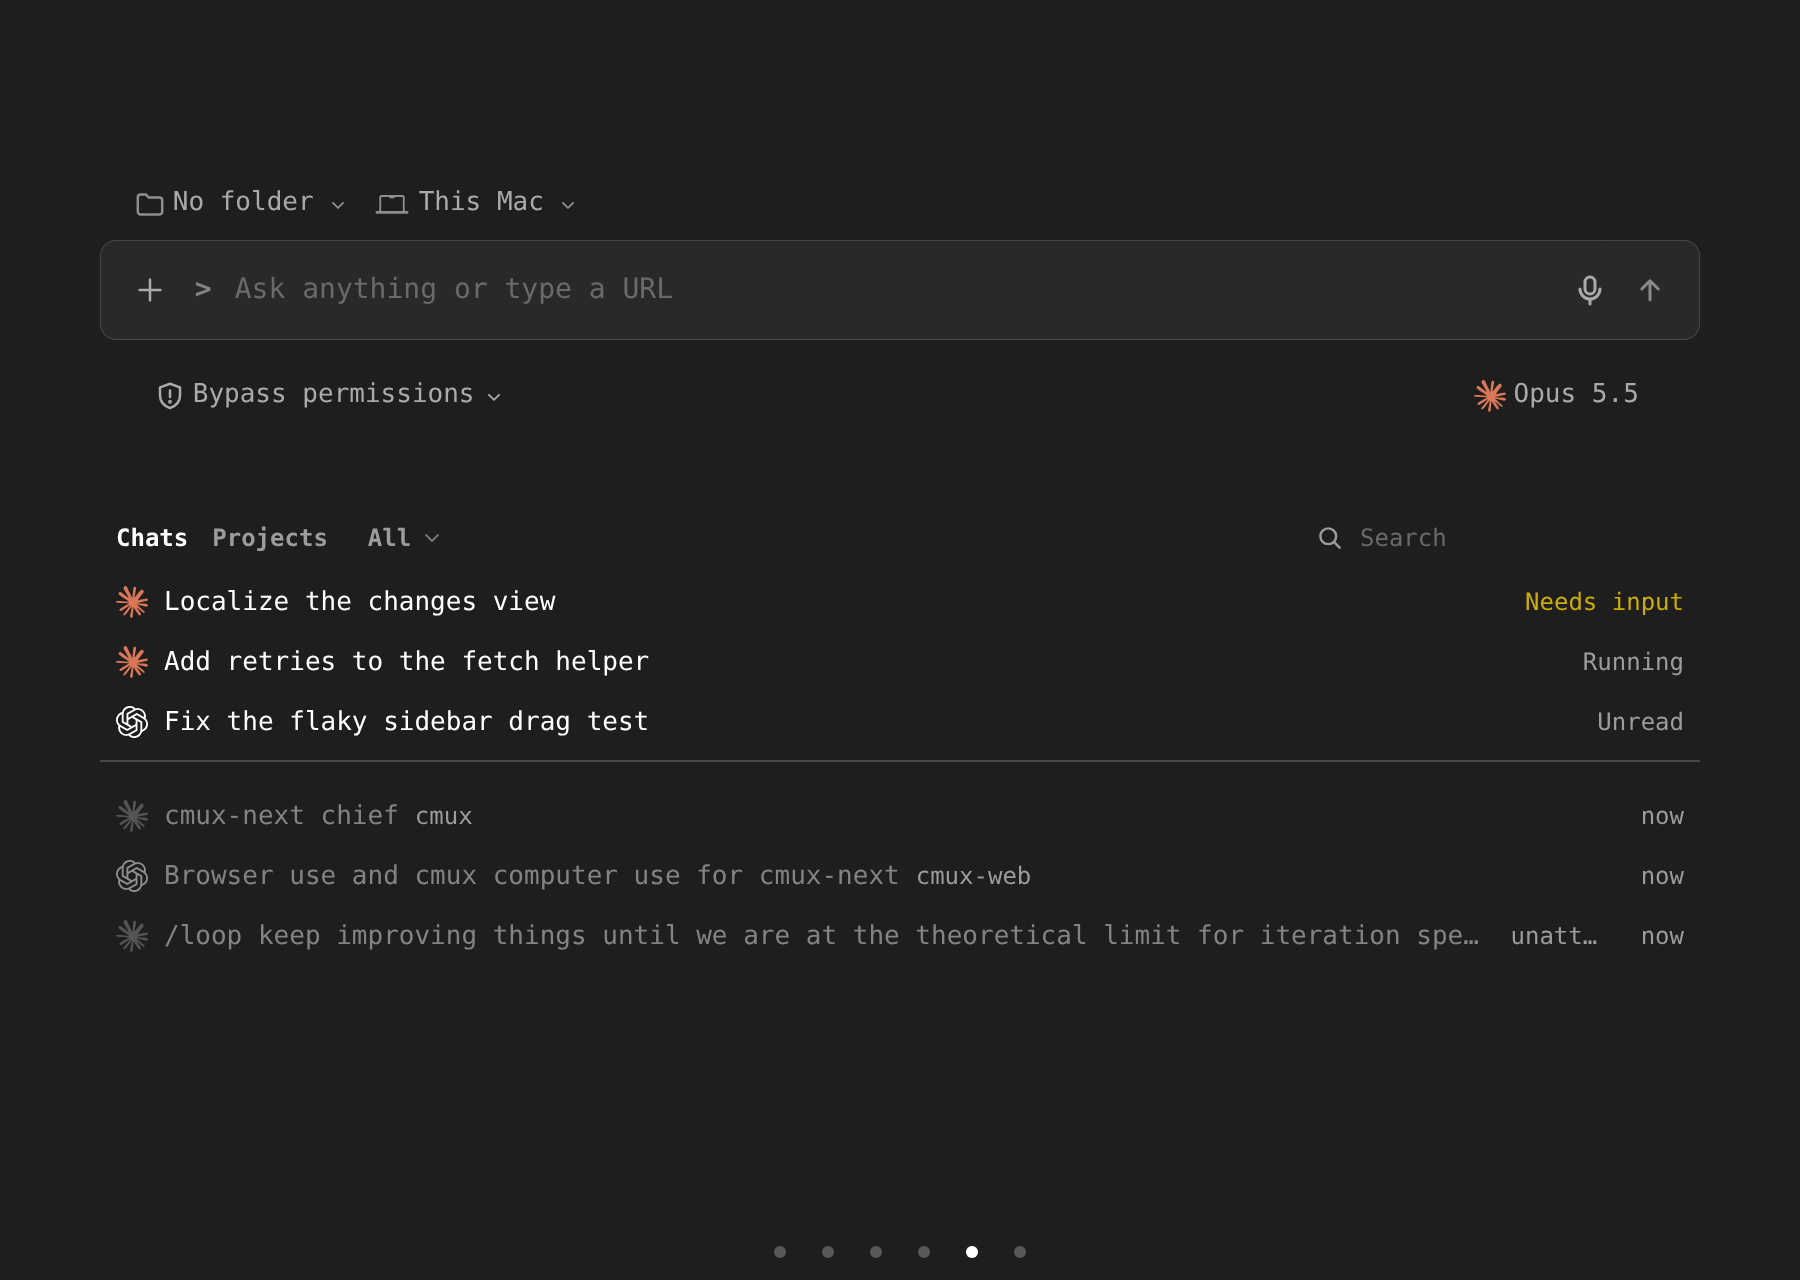 No folder This Mac
> Ask anything or type a URL
Bypass permissions Opus 5.5
Chats Projects All Search
Localize the changes view Needs input
Add retries to the fetch helper Running
Fix the flaky sidebar drag test Unread
cmux-next chief cmux now
Browser use and cmux computer use for cmux-next cmux-web now
/loop keep improving things until we are at the theoretical limit for iteration spe… unatt… now